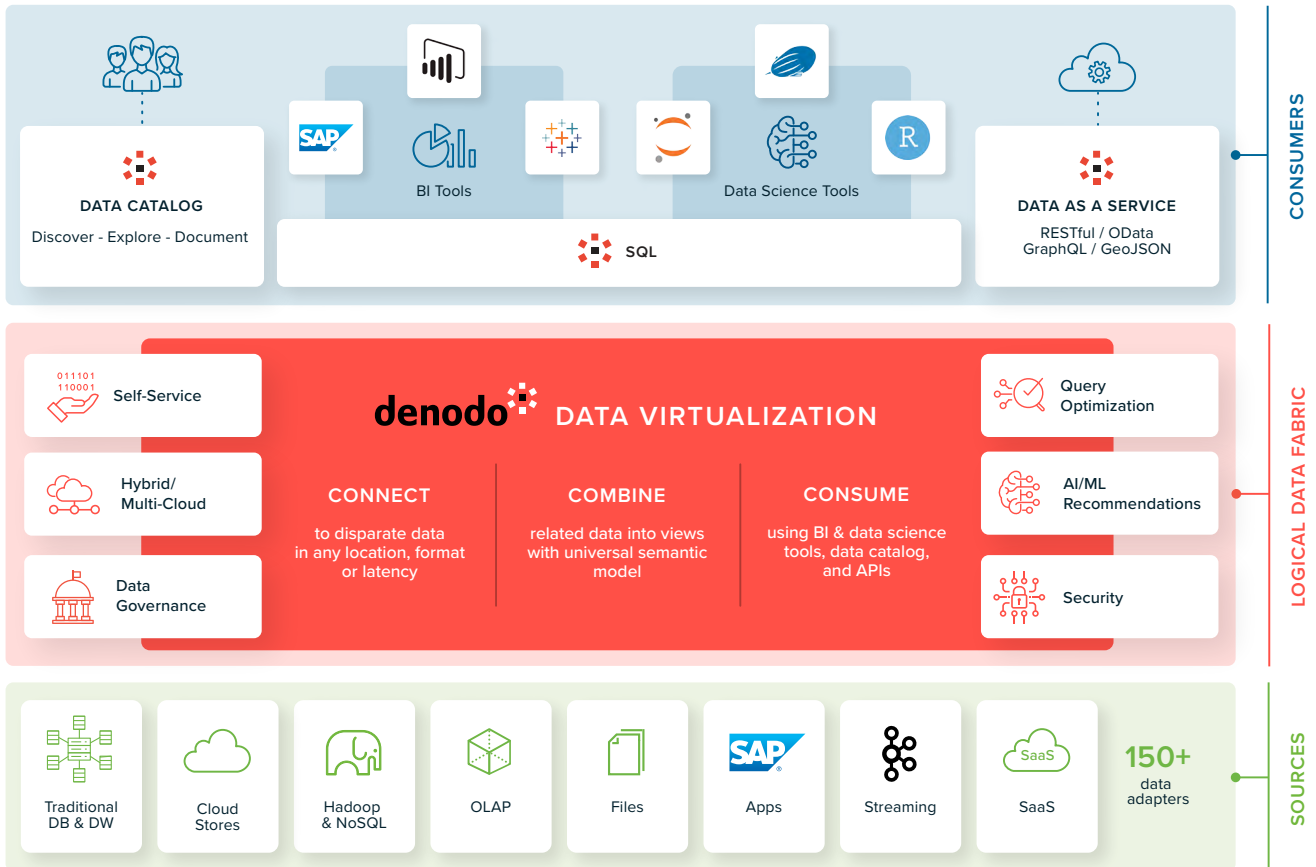 SAP
BI Tools
Data Science Tools
R
DATA CATALOG
Discover - Explore - Document
SQL
DATA AS A SERVICE
RESTful / OData
GraphQL / GeoJSON
CONSUMERS
011101
110001
Self-Service
Hybrid/
Multi-Cloud
Data
Governance
denodo DATA VIRTUALIZATION
CONNECT
to disparate data
in any location, format
or latency
COMBINE
related data into views
with universal semantic
model
CONSUME
using BI & data science
tools, data catalog,
and APIs
Query
Optimization
AI/ML
Recommendations
Security
LOGICAL DATA FABRIC
Traditional
DB & DW
Cloud
Stores
Hadoop
& NoSQL
OLAP
Files
SAP
Apps
Streaming
SaaS
SaaS
150+
data
adapters
SOURCES